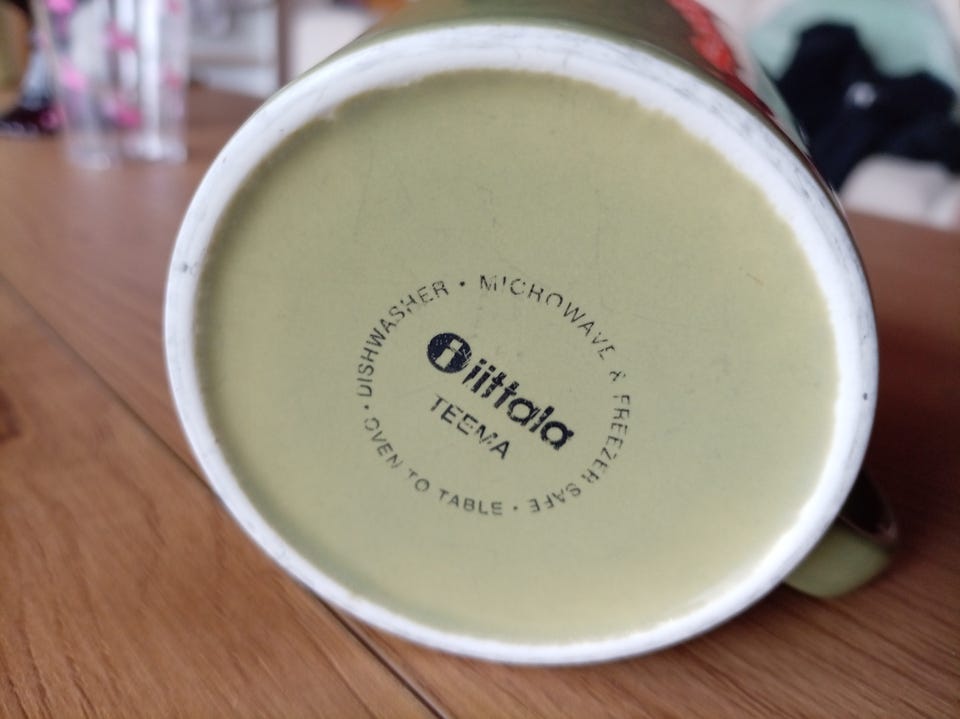 DISHWASHER • MICROWAVE & FREEZER SAFE • OVEN TO TABLE •
i iittala
TEEMA